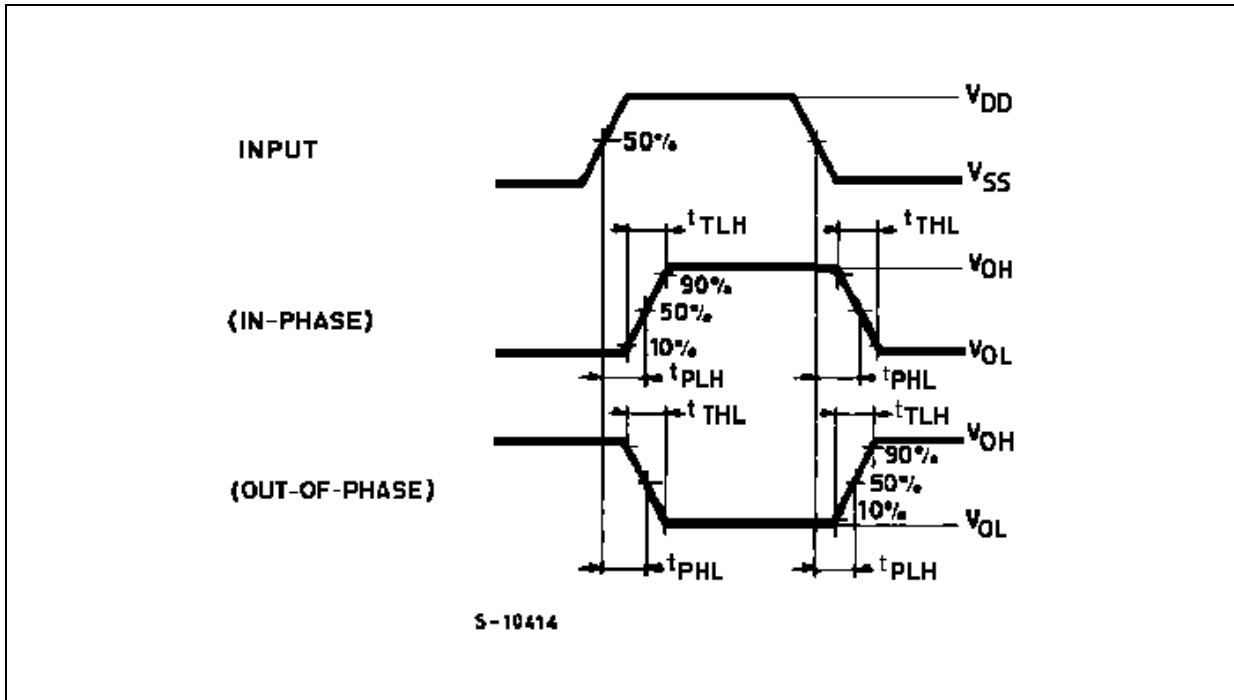 VDD
INPUT
50%
VSS
tTLH
tTHL
VOH
90%
(IN-PHASE)
50%
10%
VOL
tPLH
tPHL
tTHL
tTLH
VOH
90%
(OUT-OF-PHASE)
50%
10%
VOL
tPHL
tPLH
S-10414